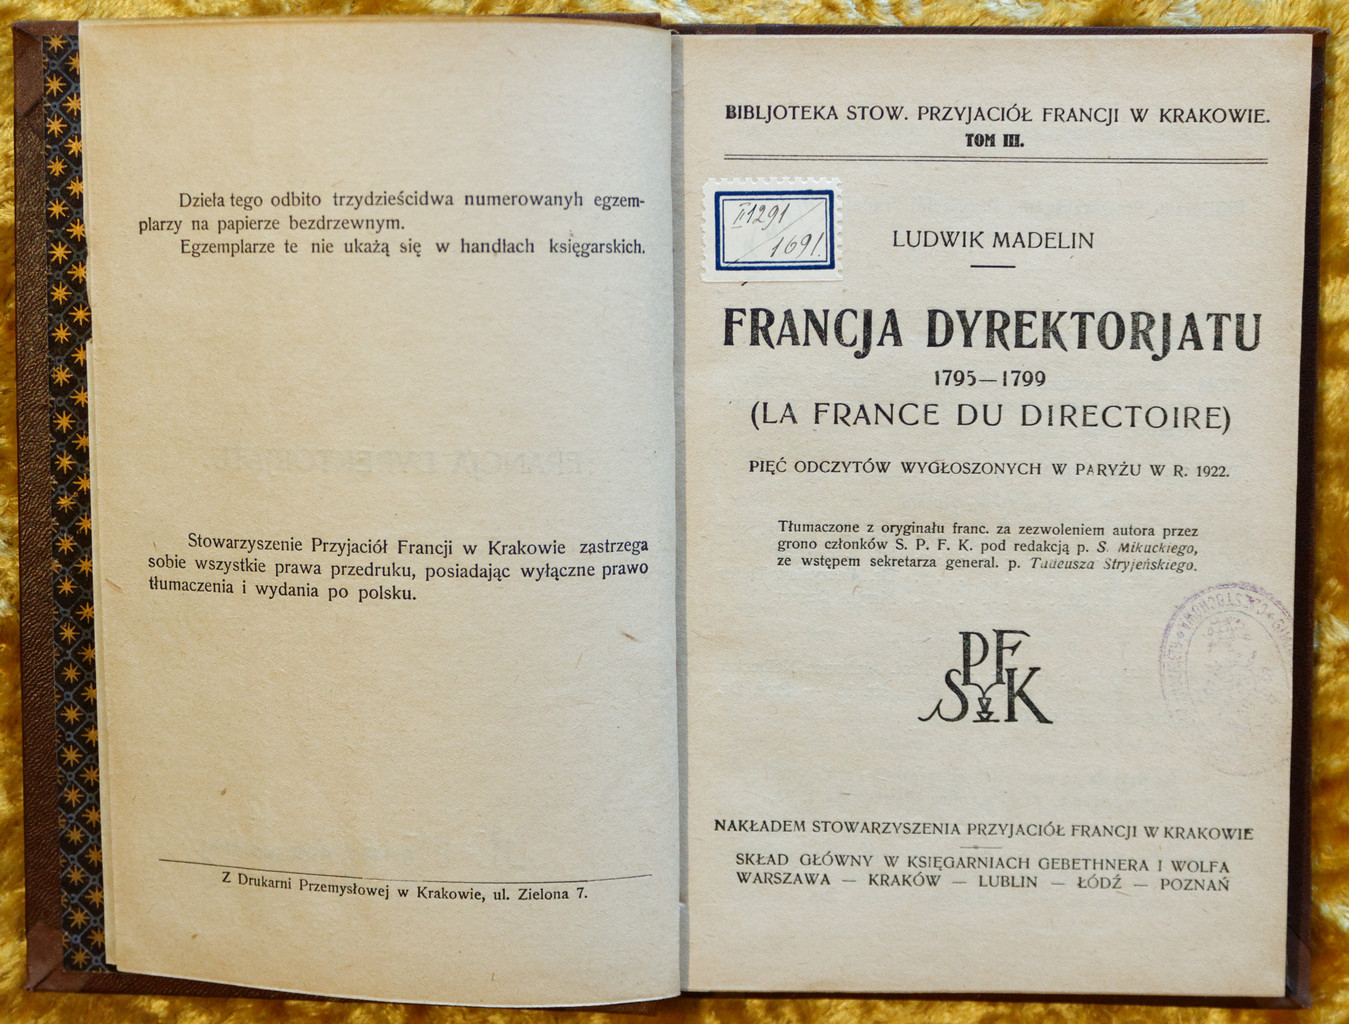 Dzieła tego odbito trzydzieścidwa numerowanyh egzem-
plarzy na papierze bezdrzewnym.
Egzemplarze te nie ukażą się w handlach księgarskich.
Stowarzyszenie Przyjaciół Francji w Krakowie zastrzega
sobie wszystkie prawa przedruku, posiadając wyłączne prawo
tłumaczenia i wydania po polsku.
Z Drukarni Przemysłowej w Krakowie, ul. Zielona 7.
BIBLJOTEKA STOW. PRZYJACIÓŁ FRANCJI W KRAKOWIE.
TOM III.
II 1291
1691.
LUDWIK MADELIN
FRANCJA DYREKTORJATU
1795—1799
(LA FRANCE DU DIRECTOIRE)
PIĘĆ ODCZYTÓW WYGŁOSZONYCH W PARYŻU W R. 1922.
Tłumaczone z oryginału franc. za zezwoleniem autora przez
grono członków S. P. F. K. pod redakcją p. S. Mikuckiego,
ze wstępem sekretarza general. p. Tadeusza Stryjeńskiego.
CZĘSTOCHOWA
SPFK
NAKŁADEM STOWARZYSZENIA PRZYJACIÓŁ FRANCJI W KRAKOWIE
SKŁAD GŁÓWNY W KSIĘGARNIACH GEBETHNERA I WOLFA
WARSZAWA — KRAKÓW — LUBLIN — ŁÓDŹ — POZNAŃ